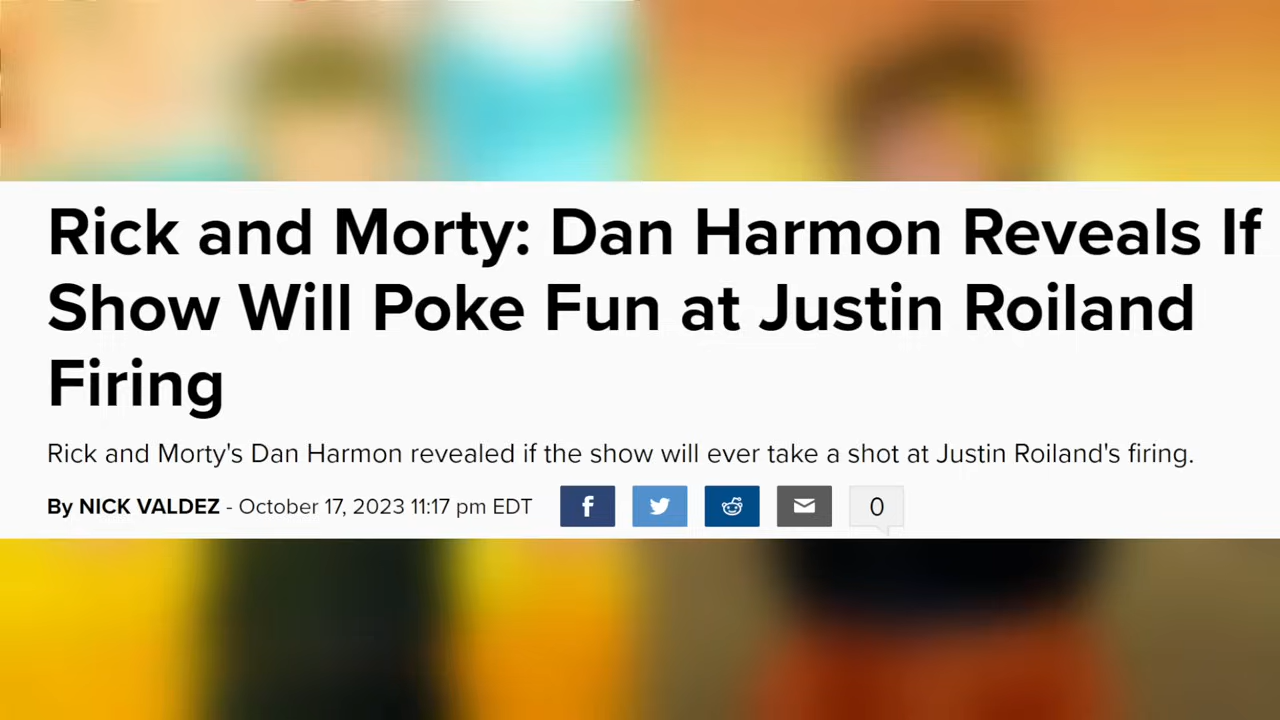 Rick and Morty: Dan Harmon Reveals If
Show Will Poke Fun at Justin Roiland
Firing
Rick and Morty's Dan Harmon revealed if the show will ever take a shot at Justin Roiland's firing.
By NICK VALDEZ - October 17, 2023 11:17 pm EDT
f
0